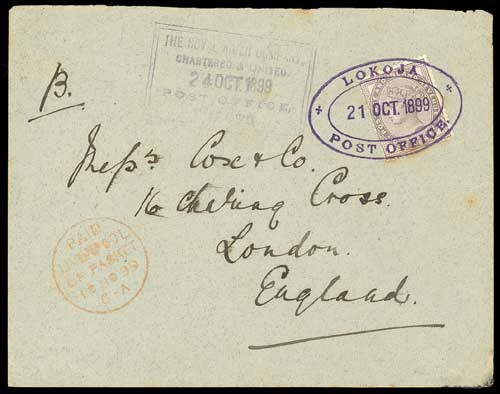 THE ROYAL NIGER COMPANY
CHARTERED & LIMITED.
24 OCT. 1899
POST OFFICE,
LOKOJA
21 OCT. 1899
POST OFFICE.
B.
Messrs Cox & Co.
16 Charing Cross.
London.
England.
PAID
LIVERPOOL
BR PACKET
99